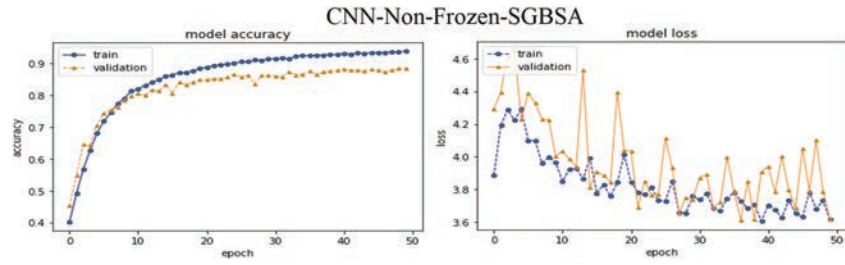 CNN-Non-Frozen-SGBSA
model accuracy
train
validation
accuracy
0.9
0.8
0.7
0.6
0.5
0.4
0
10
20
30
40
50
epoch
model loss
train
validation
loss
4.6
4.4
4.2
4.0
3.8
3.6
0
10
20
30
40
50
epoch